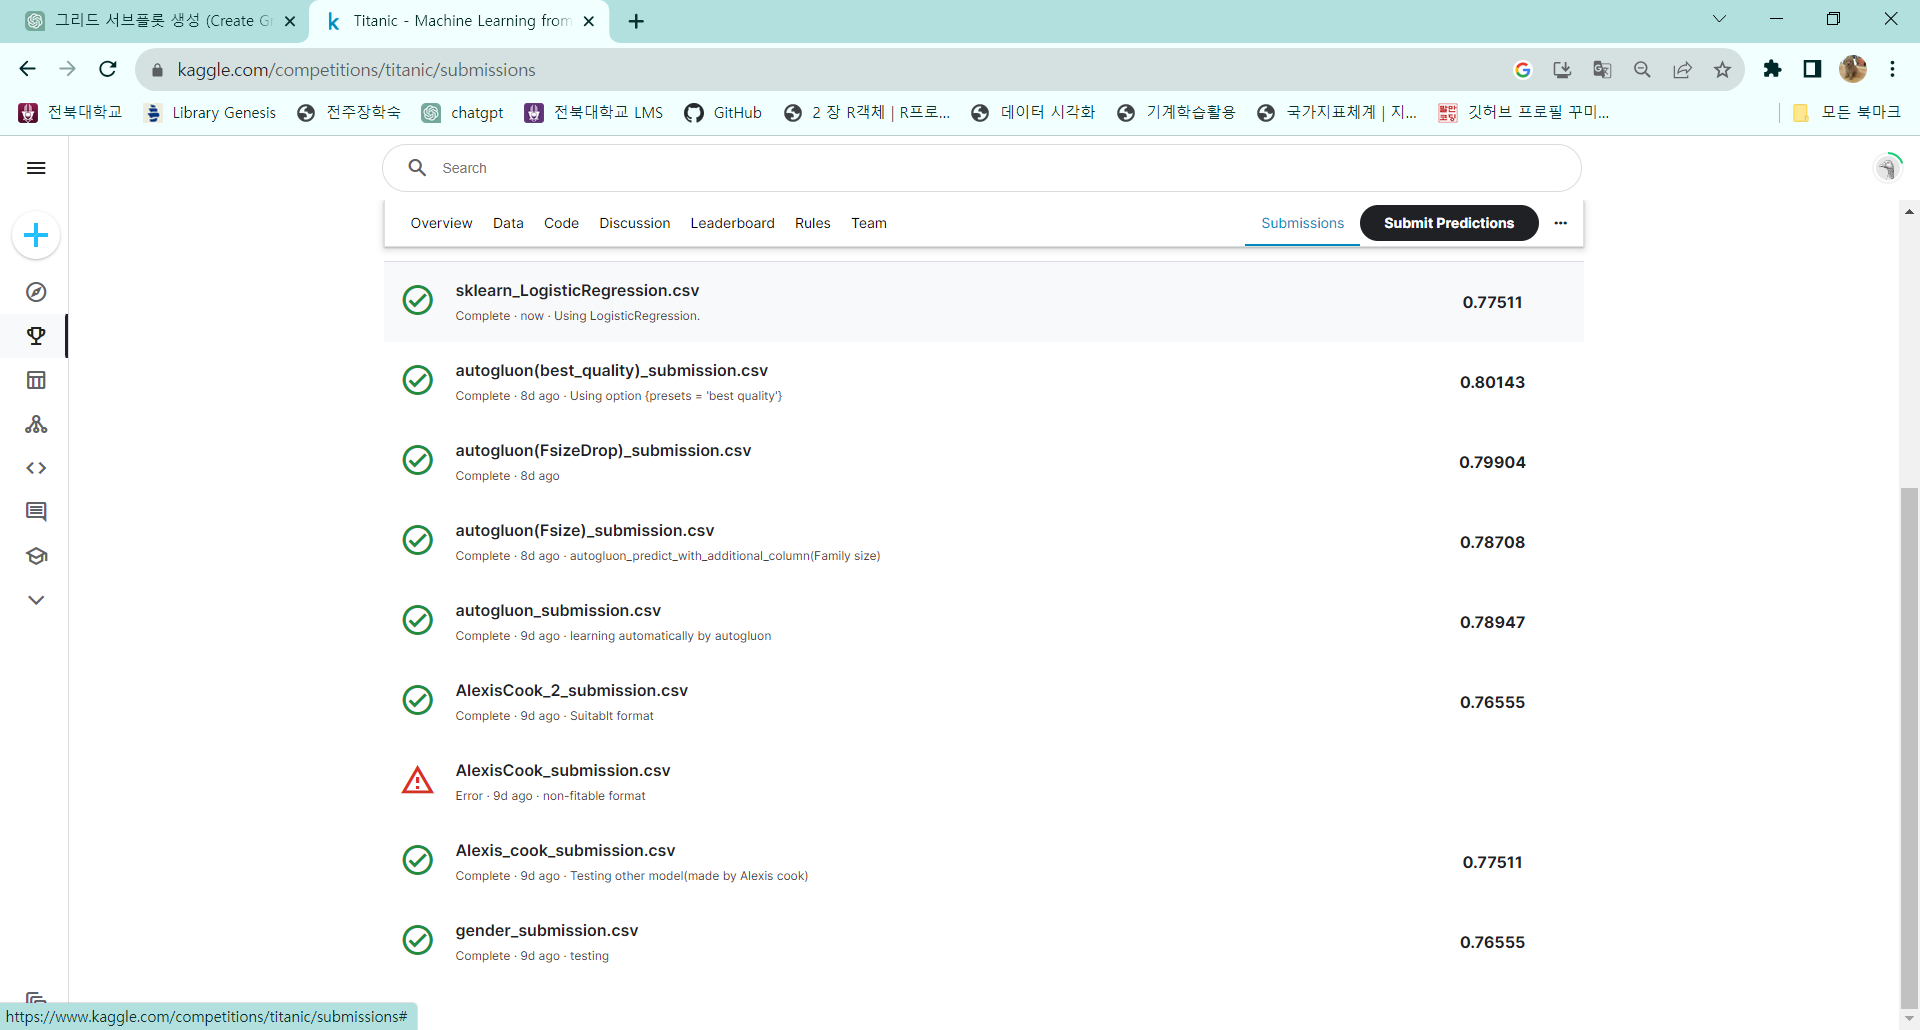 그리드 서브플롯 생성 (Create Gr
Titanic - Machine Learning from
kaggle.com/competitions/titanic/submissions
전북대학교
Library Genesis
전주장학숙
chatgpt
전북대학교 LMS
GitHub
2 장 R객체 | R프로...
데이터 시각화
기계학습활용
국가지표체계 | 지...
깃허브 프로필 꾸미...
모든 북마크
Search
Overview Data Code Discussion Leaderboard Rules Team Submissions Submit Predictions
sklearn_LogisticRegression.csv
Complete · now · Using LogisticRegression.
0.77511
autogluon(best_quality)_submission.csv
Complete · 8d ago · Using option {presets = 'best quality'}
0.80143
autogluon(FsizeDrop)_submission.csv
Complete · 8d ago
0.79904
autogluon(Fsize)_submission.csv
Complete · 8d ago · autogluon_predict_with_additional_column(Family size)
0.78708
autogluon_submission.csv
Complete · 9d ago · learning automatically by autogluon
0.78947
AlexisCook_2_submission.csv
Complete · 9d ago · Suitablt format
0.76555
AlexisCook_submission.csv
Error · 9d ago · non-fitable format
Alexis_cook_submission.csv
Complete · 9d ago · Testing other model(made by Alexis cook)
0.77511
gender_submission.csv
Complete · 9d ago · testing
0.76555
https://www.kaggle.com/competitions/titanic/submissions#